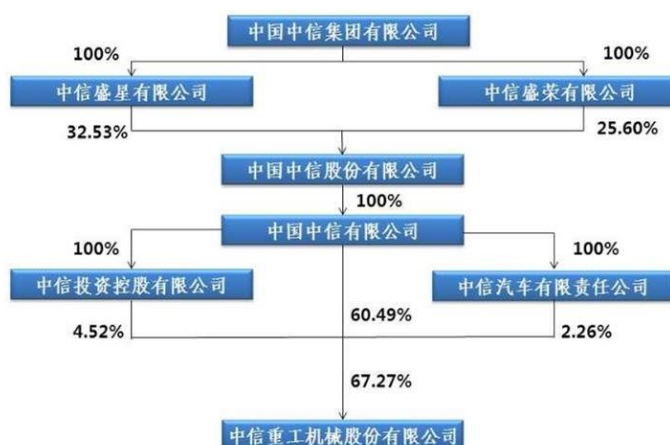 中国中信集团有限公司
100%
100%
中信盛星有限公司
中信盛荣有限公司
32.53%
25.60%
中国中信股份有限公司
100%
中国中信有限公司
100%
100%
中信投资控股有限公司
中信汽车有限责任公司
4.52%
60.49%
2.26%
67.27%
中信重工机械股份有限公司